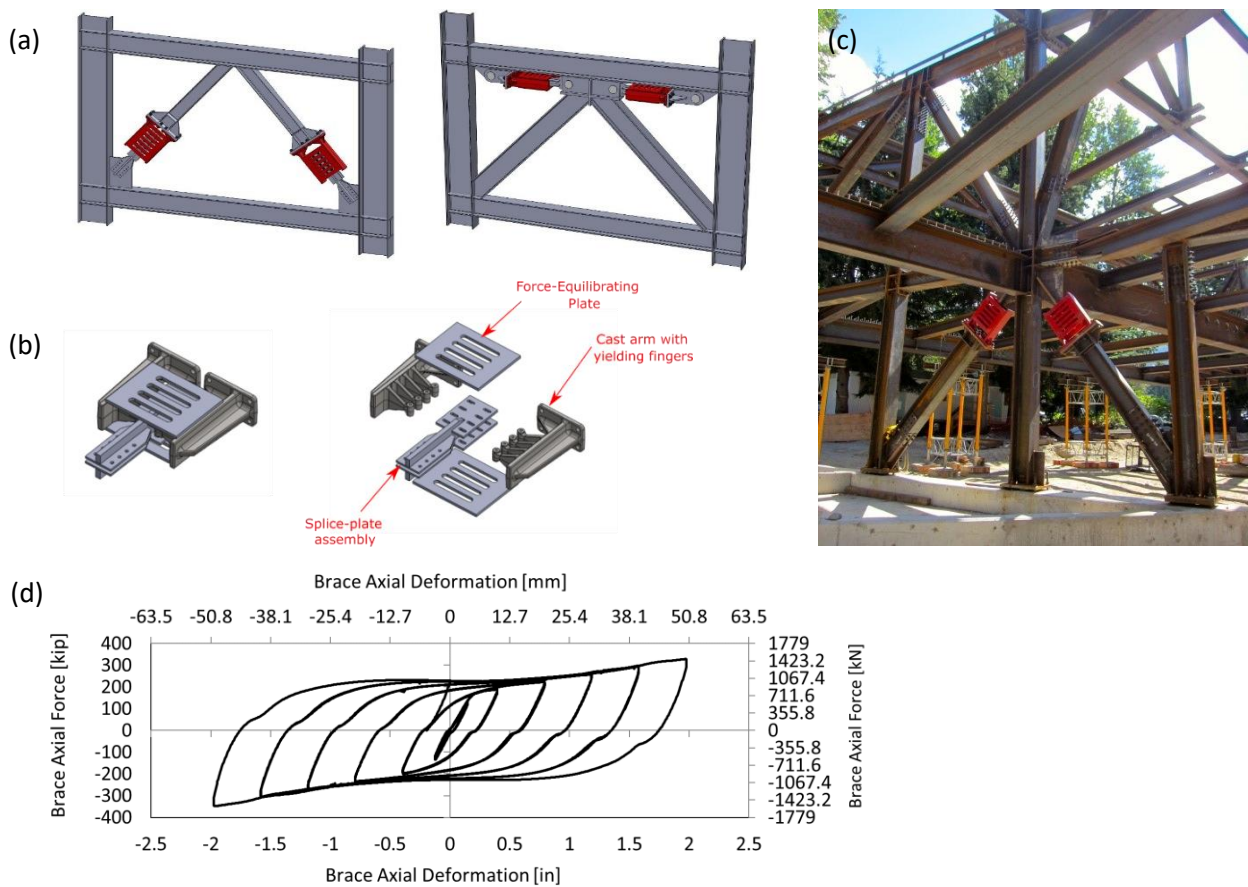 (a)
(c)
Force-Equilibrating
Plate
(b)
Cast arm with
yielding fingers
Splice-plate
assembly
(d)
Brace Axial Deformation [mm]
-63.5 -50.8 -38.1 -25.4 -12.7 0 12.7 25.4 38.1 50.8 63.5
Brace Axial Force [kip]
400
300
200
100
0
-100
-200
-300
-400
1779
1423.2
1067.4
711.6
355.8
0
-355.8
-711.6
-1067.4
-1423.2
-1779
Brace Axial Force [kN]
-2.5 -2 -1.5 -1 -0.5 0 0.5 1 1.5 2 2.5
Brace Axial Deformation [in]